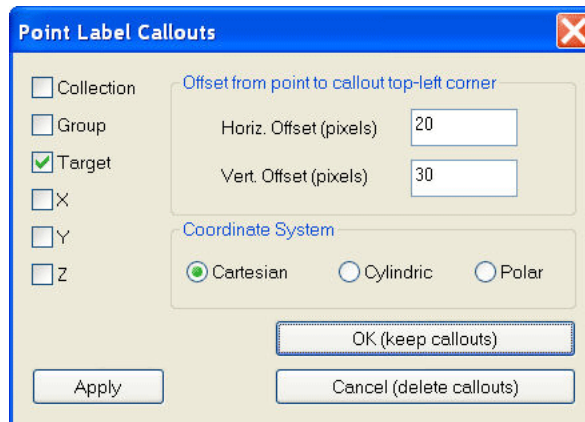 Point Label Callouts
Collection
Group
Target
X
Y
Z
Offset from point to callout top-left corner
Horiz. Offset (pixels) 20
Vert. Offset (pixels) 30
Coordinate System
Cartesian Cylindric Polar
OK (keep callouts)
Apply Cancel (delete callouts)